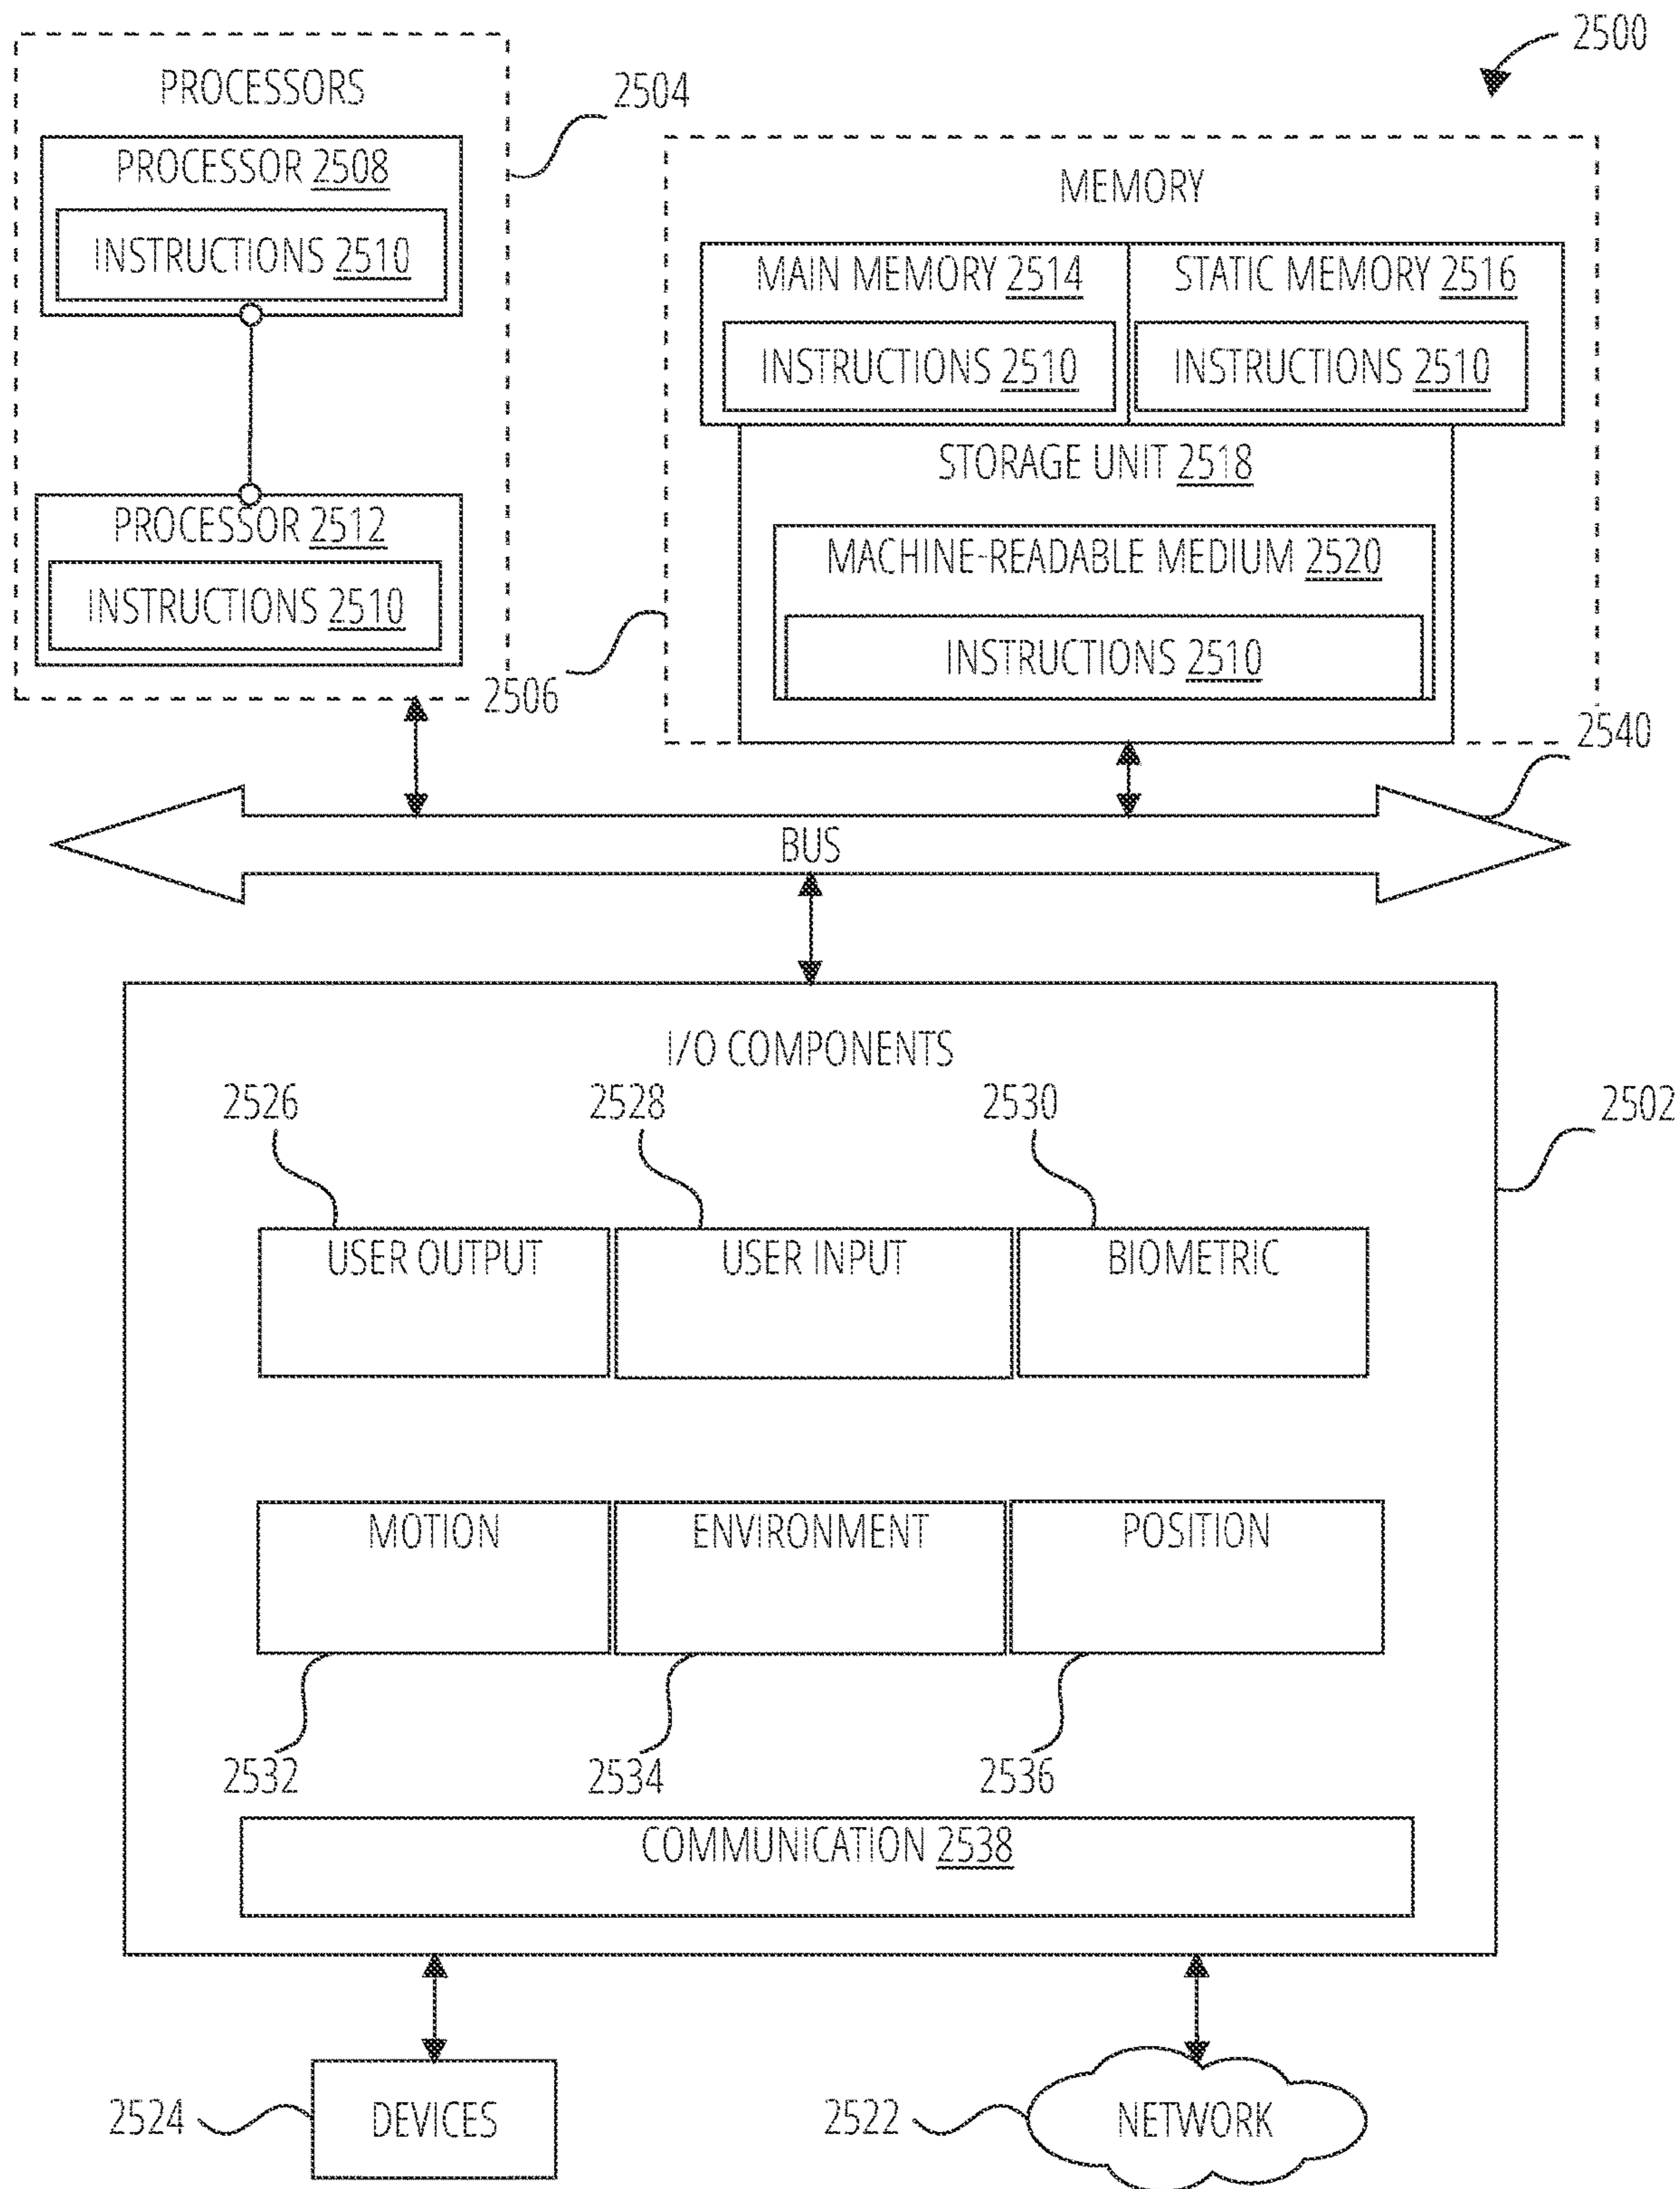 2500
PROCESSORS
2504
PROCESSOR 2508
INSTRUCTIONS 2510
PROCESSOR 2512
INSTRUCTIONS 2510
MEMORY
MAIN MEMORY 2514
STATIC MEMORY 2516
INSTRUCTIONS 2510
INSTRUCTIONS 2510
STORAGE UNIT 2518
MACHINE-READABLE MEDIUM 2520
INSTRUCTIONS 2510
2506
2540
BUS
I/O COMPONENTS
2502
2526
2528
2530
USER OUTPUT
USER INPUT
BIOMETRIC
MOTION
ENVIRONMENT
POSITION
2532
2534
2536
COMMUNICATION 2538
2524
DEVICES
2522
NETWORK